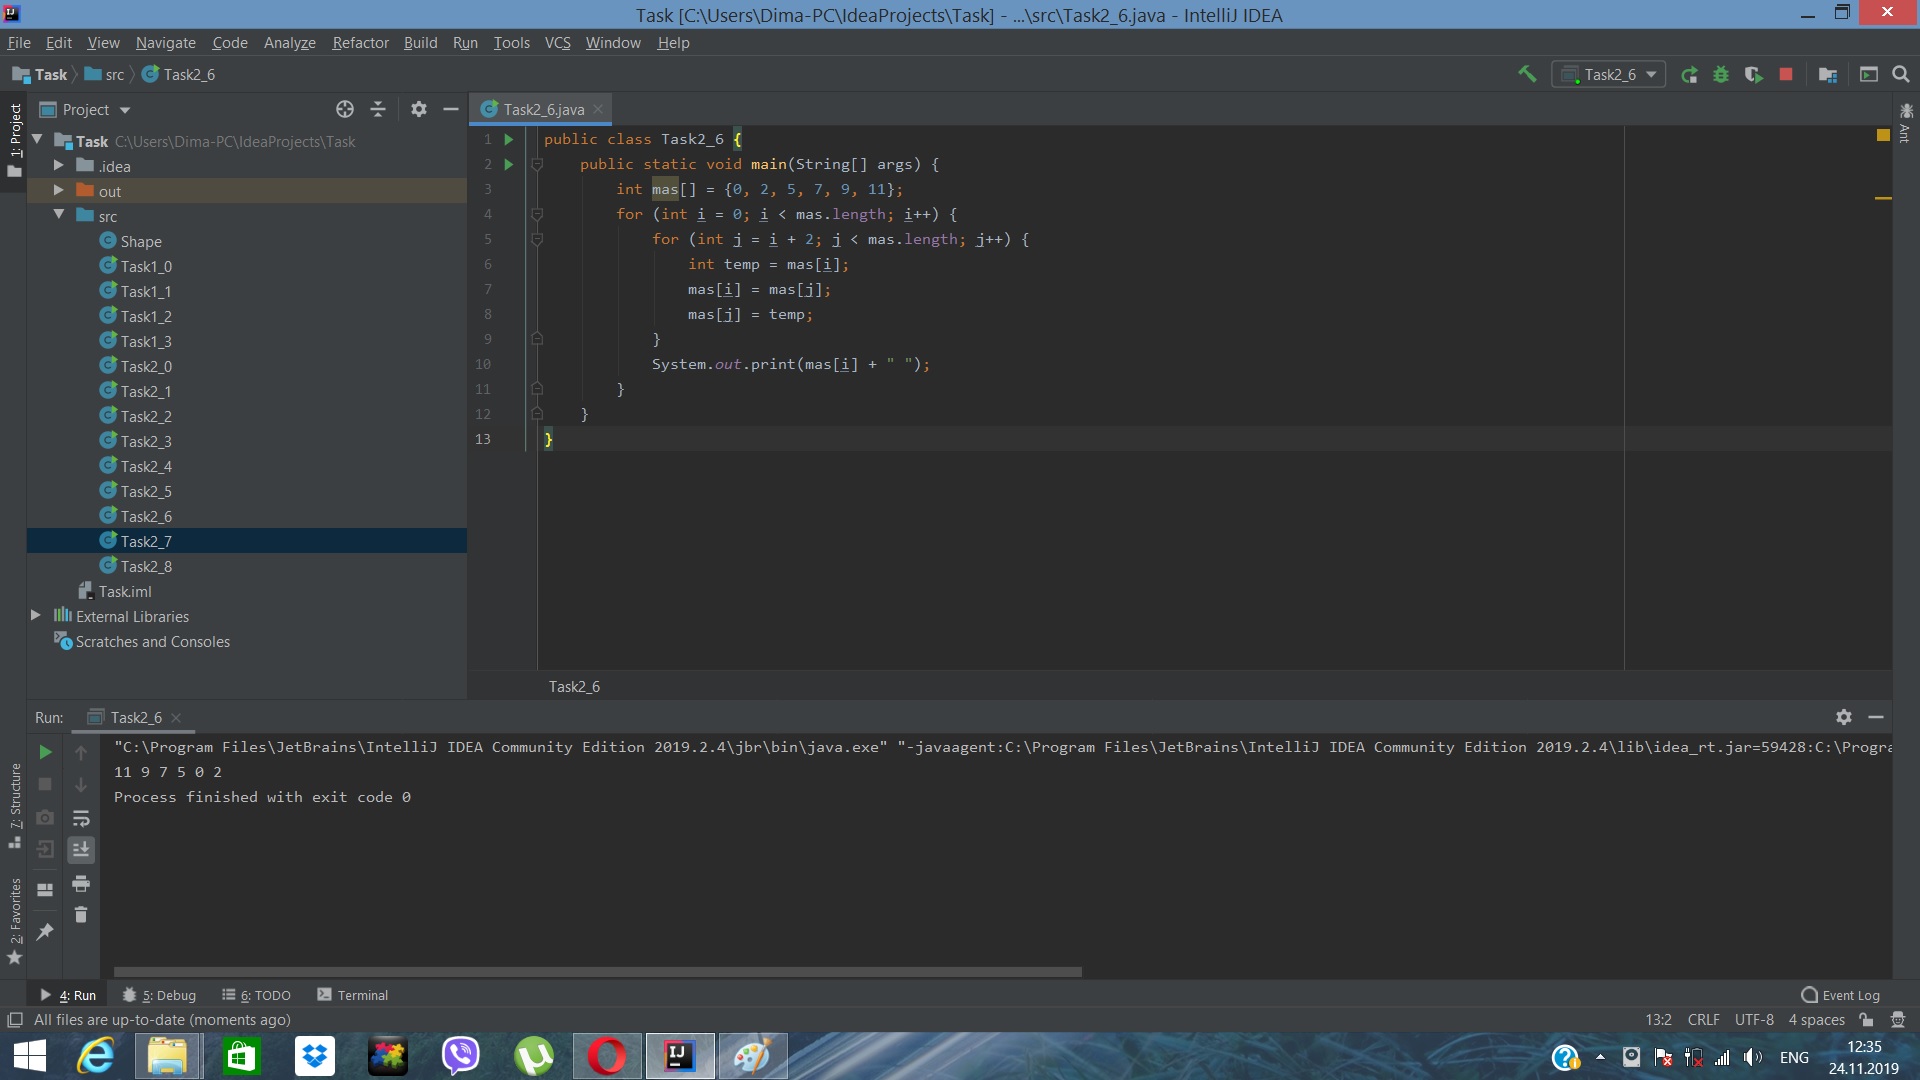 Task [C:\Users\Dima-PC\IdeaProjects\Task] - ...\src\Task2_6.java - IntelliJ IDEA
File Edit View Navigate Code Analyze Refactor Build Run Tools VCS Window Help
Task src Task2_6
Task2_6
1: Project
Project
Task2_6.java
Ant
Task C:\Users\Dima-PC\IdeaProjects\Task
.idea
out
src
Shape
Task1_0
Task1_1
Task1_2
Task1_3
Task2_0
Task2_1
Task2_2
Task2_3
Task2_4
Task2_5
Task2_6
Task2_7
Task2_8
Task.iml
External Libraries
Scratches and Consoles
1 public class Task2_6 {
2 public static void main(String[] args) {
3 int mas[] = {0, 2, 5, 7, 9, 11};
4 for (int i = 0; i < mas.length; i++) {
5 for (int j = i + 2; j < mas.length; j++) {
6 int temp = mas[i];
7 mas[i] = mas[j];
8 mas[j] = temp;
9 }
10 System.out.print(mas[i] + " ");
11 }
12 }
13 }
Task2_6
Run: Task2_6
"C:\Program Files\JetBrains\IntelliJ IDEA Community Edition 2019.2.4\jbr\bin\java.exe" "-javaagent:C:\Program Files\JetBrains\IntelliJ IDEA Community Edition 2019.2.4\lib\idea_rt.jar=59428:C:\Progra
11 9 7 5 0 2
Process finished with exit code 0
7: Structure
2: Favorites
4: Run 5: Debug 6: TODO Terminal Event Log
All files are up-to-date (moments ago) 13:2 CRLF UTF-8 4 spaces
ENG
12:35
24.11.2019